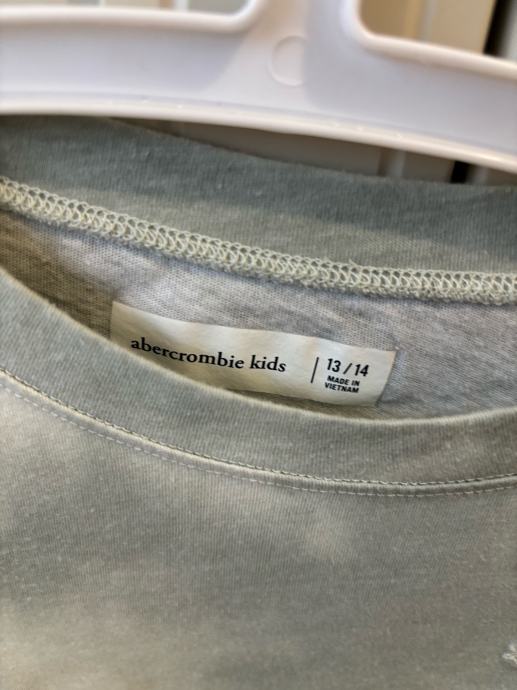 abercrombie kids
13/14
MADE IN
VIETNAM